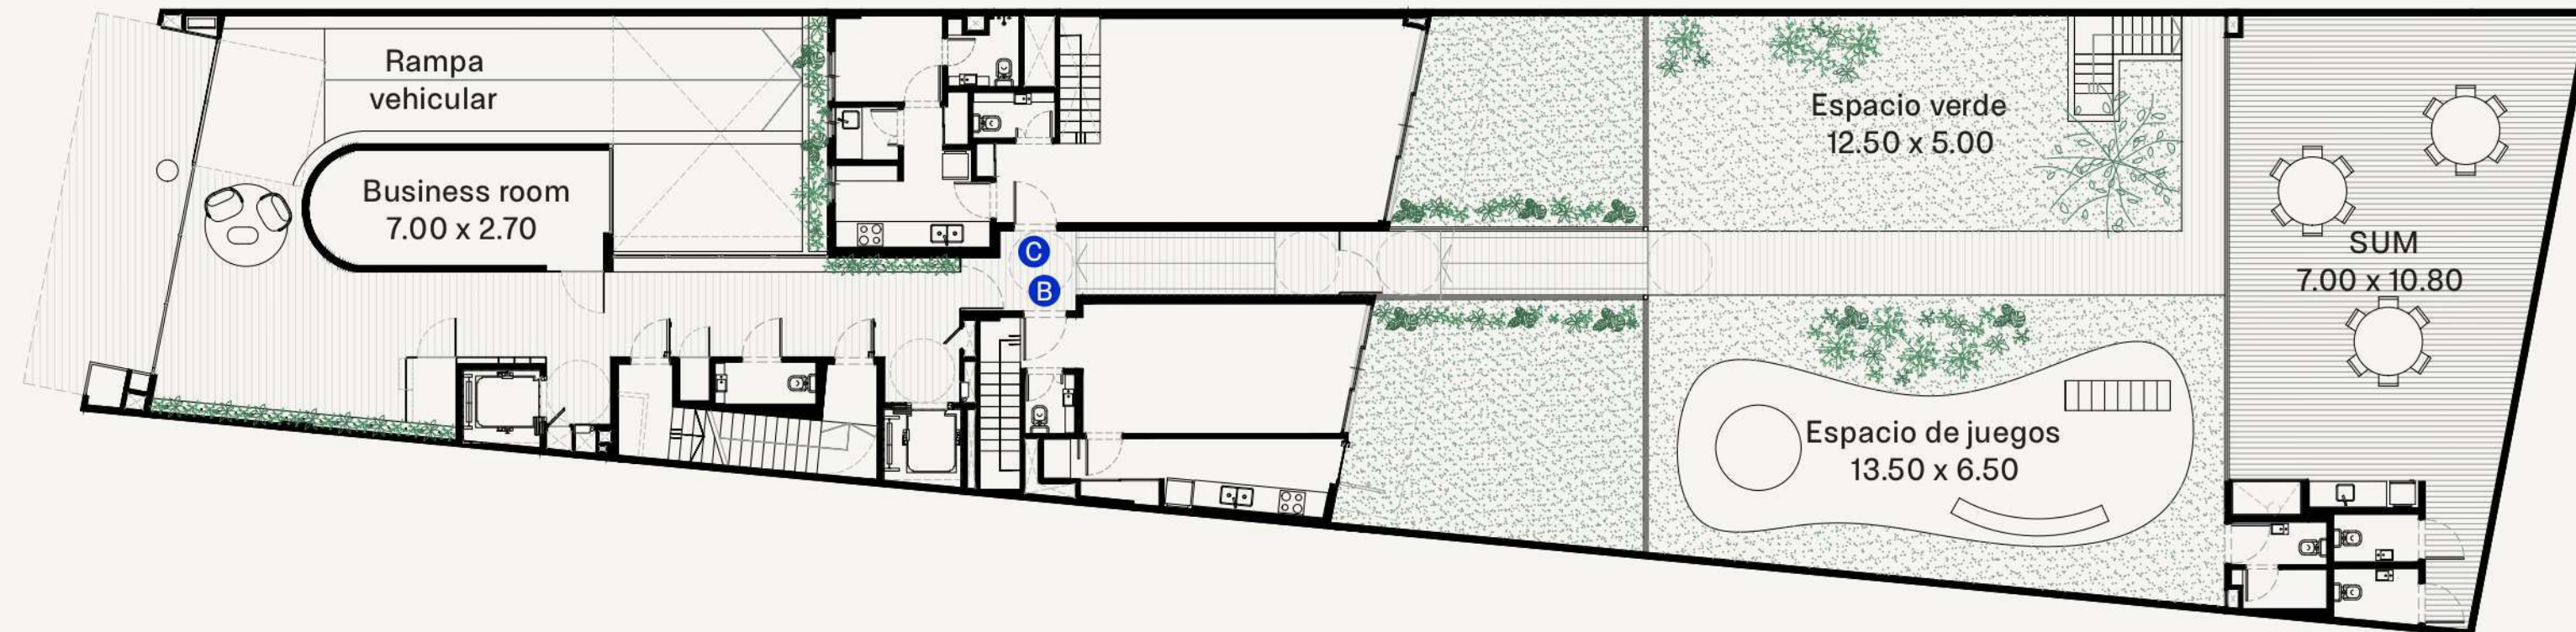 Rampa
vehicular
Business room
7.00 x 2.70
C
B
Espacio verde
12.50 x 5.00
SUM
7.00 x 10.80
Espacio de juegos
13.50 x 6.50